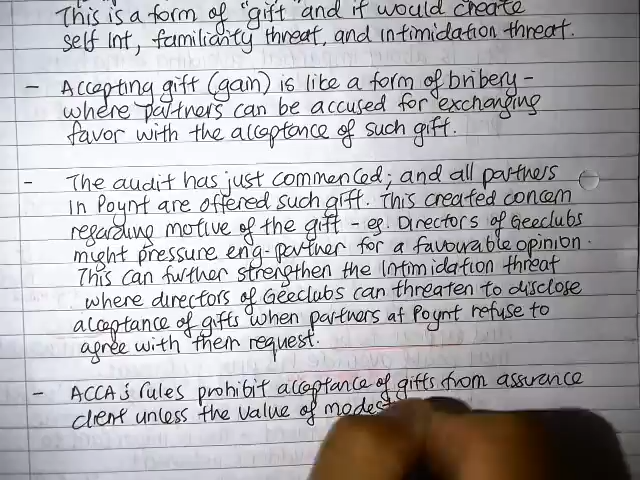 This is a form of "gift" and it would create
self Int, familiarity threat, and intimidation threat.
- Accepting gift (gain) is like a form of bribery -
where partners can be accused for exchanging
favor with the acceptance of such gift.
- The audit has just commenced; and all partners
in Poynt are offered such gift. This created concern
regarding motive of the gift - eg. Directors of Geeclubs
might pressure eng. partner for a favourable opinion.
This can further strengthen the Intimidation threat
where directors of Geeclubs can threaten to disclose
acceptance of gifts when partners at Poynt refuse to
agree with them request.
- ACCA's rules prohibit acceptance of gifts from assurance
client unless the value of modest